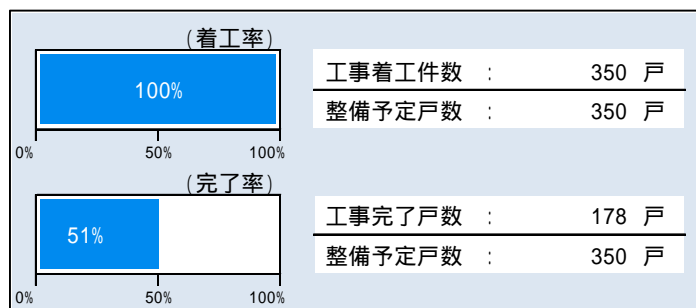 (着工率)
100%
0% 50% 100%
工事着工件数 : 350 戸
整備予定戸数 : 350 戸
(完了率)
51%
0% 50% 100%
工事完了戸数 : 178 戸
整備予定戸数 : 350 戸